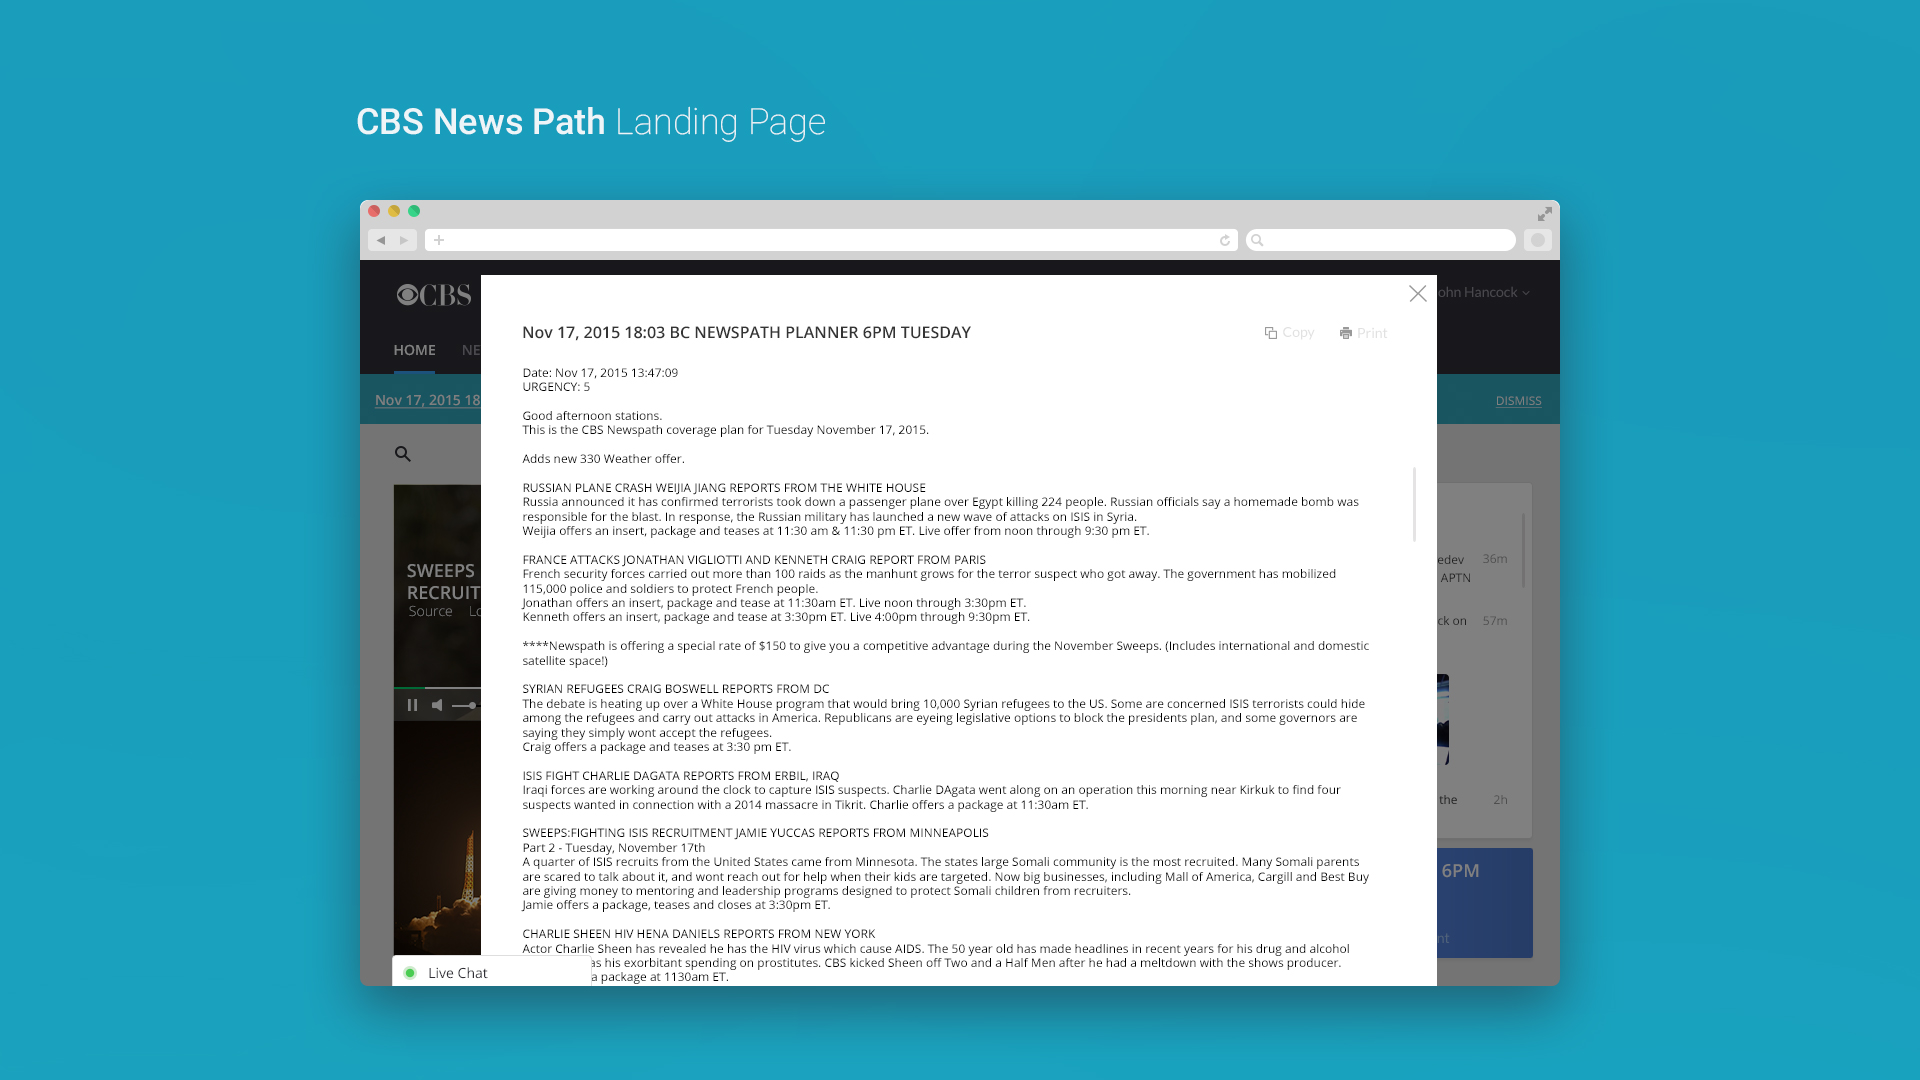 CBS News Path Landing Page
CBS
ohn Hancock
Nov 17, 2015 18:03 BC NEWSPATH PLANNER 6PM TUESDAY
Copy
Print
HOME
NE
Nov 17, 2015 18
DISMISS
Date: Nov 17, 2015 13:47:09
URGENCY: 5
Good afternoon stations.
This is the CBS Newspath coverage plan for Tuesday November 17, 2015.
Adds new 330 Weather offer.
RUSSIAN PLANE CRASH WEIJIA JIANG REPORTS FROM THE WHITE HOUSE
Russia announced it has confirmed terrorists took down a passenger plane over Egypt killing 224 people. Russian officials say a homemade bomb was
responsible for the blast. In response, the Russian military has launched a new wave of attacks on ISIS in Syria.
Weijia offers an insert, package and teases at 11:30 am & 11:30 pm ET. Live offer from noon through 9:30 pm ET.
FRANCE ATTACKS JONATHAN VIGLIOTTI AND KENNETH CRAIG REPORT FROM PARIS
French security forces carried out more than 100 raids as the manhunt grows for the terror suspect who got away. The government has mobilized
115,000 police and soldiers to protect French people.
Jonathan offers an insert, package and tease at 11:30am ET. Live noon through 3:30pm ET.
Kenneth offers an insert, package and tease at 3:30pm ET. Live 4:00pm through 9:30pm ET.
****Newspath is offering a special rate of $150 to give you a competitive advantage during the November Sweeps. (Includes international and domestic
satellite space!)
SYRIAN REFUGEES CRAIG BOSWELL REPORTS FROM DC
The debate is heating up over a White House program that would bring 10,000 Syrian refugees to the US. Some are concerned ISIS terrorists could hide
among the refugees and carry out attacks in America. Republicans are eyeing legislative options to block the presidents plan, and some governors are
saying they simply wont accept the refugees.
Craig offers a package and teases at 3:30 pm ET.
ISIS FIGHT CHARLIE DAGATA REPORTS FROM ERBIL, IRAQ
Iraqi forces are working around the clock to capture ISIS suspects. Charlie DAgata went along on an operation this morning near Kirkuk to find four
suspects wanted in connection with a 2014 massacre in Tikrit. Charlie offers a package at 11:30am ET.
SWEEPS:FIGHTING ISIS RECRUITMENT JAMIE YUCCAS REPORTS FROM MINNEAPOLIS
Part 2 - Tuesday, November 17th
A quarter of ISIS recruits from the United States came from Minnesota. The states large Somali community is the most recruited. Many Somali parents
are scared to talk about it, and wont reach out for help when their kids are targeted. Now big businesses, including Mall of America, Cargill and Best Buy
are giving money to mentoring and leadership programs designed to protect Somali children from recruiters.
Jamie offers a package, teases and closes at 3:30pm ET.
CHARLIE SHEEN HIV HENA DANIELS REPORTS FROM NEW YORK
Actor Charlie Sheen has revealed he has the HIV virus which cause AIDS. The 50 year old has made headlines in recent years for his drug and alcohol
as his exorbitant spending on prostitutes. CBS kicked Sheen off Two and a Half Men after he had a meltdown with the shows producer.
a package at 1130am ET.
SWEEPS
RECRUIT
Source Lo
edev 36m
APTN
ck on 57m
the 2h
6PM
nt
Live Chat